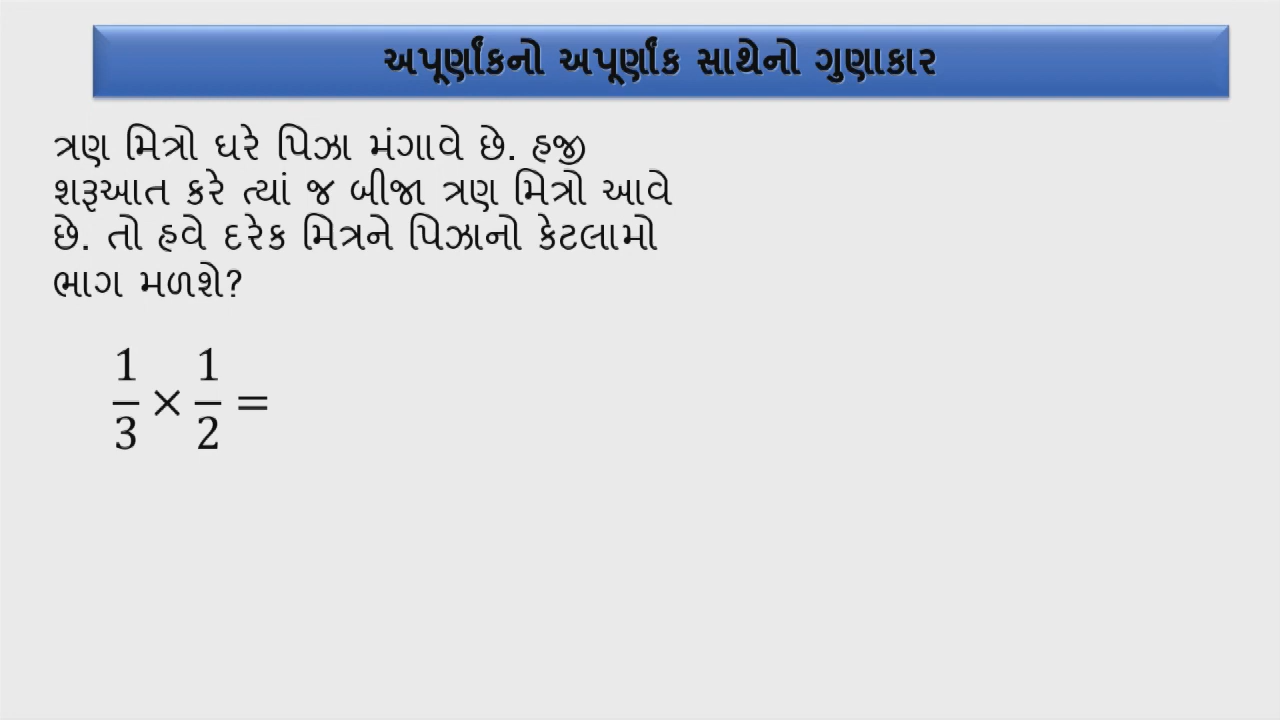 અપૂર્ણાંકનો અપૂર્ણાંક સાથેનો ગુણાકાર
ત્રણ મિત્રો ઘરે પિઝા મંગાવે છે. હજી
શરૂઆત કરે ત્યાં જ બીજા ત્રણ મિત્રો આવે
છે. તો હવે દરેક મિત્રને પિઝાનો કેટલામો
ભાગ મળશે?
1/3 × 1/2 =